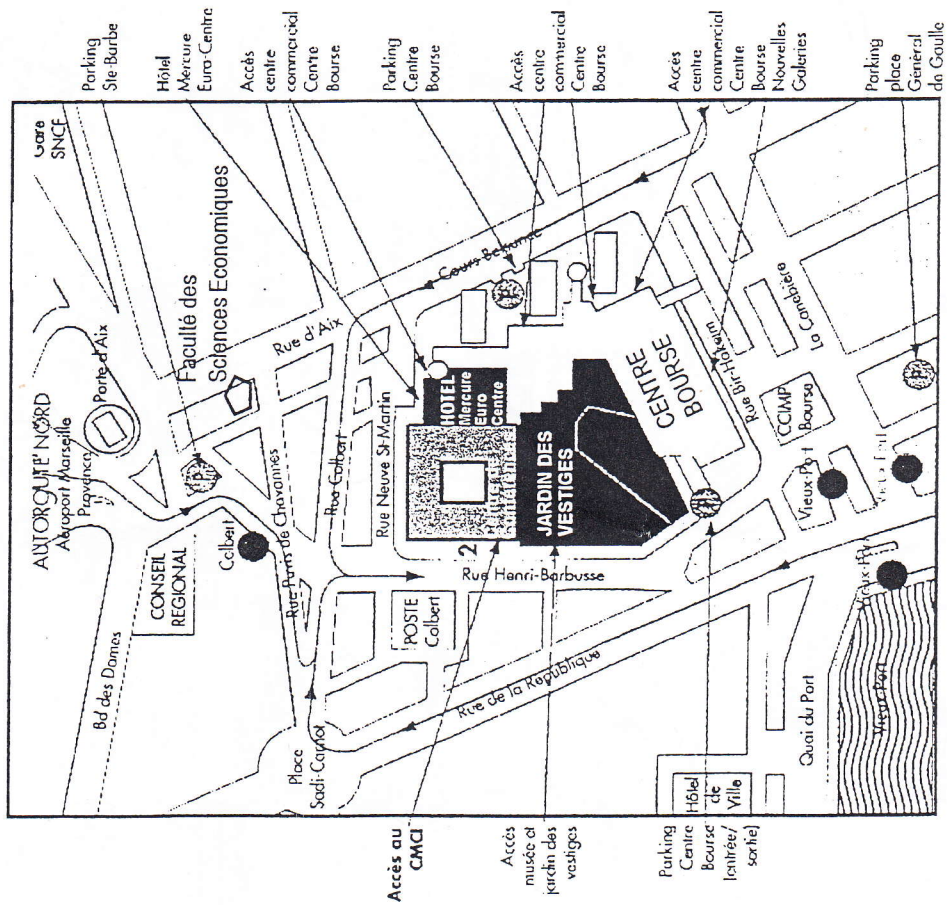 Parking
Ste-Barbe
Hôtel
Mercure
Euro-Centre
Accès
centre
commercial
Centre
Bourse
Parking
Centre
Bourse
Accès
centre
commercial
Centre
Bourse
Accès
centre
commercial
Centre
Bourse
Nouvelles
Galeries
Parking
place
Général
de Gaulle
Gare
SNCF
AUTOROUTE NORD
Aéroport Marseille
Provence
Porte d'Aix
Faculté des
Sciences Economiques
Rue d'Aix
Cours Belsunce
P
P
P
P
Bd des Dames
CONSEIL
REGIONAL
Colbert
Rue Puvis de Chavannes
Rue Colbert
Rue Neuve St-Martin
HOTEL
Mercure
Euro
Centre
2
JARDIN DES
VESTIGES
CENTRE
BOURSE
Rue Bir-Hakeim
La Canebière
CCIMP
Bourse
Rue Henri-Barbusse
POSTE
Colbert
Place
Sadi-Carnot
Rue de la République
Vieux-Port
Vieux-Port
Vieux-Port
Quai du Port
Vieux-Port
Hôtel
de
Ville
Accès au
CMCI
Accès
musée et
jardin des
vestiges
Parking
Centre
Bourse
(entrée/
sortie)